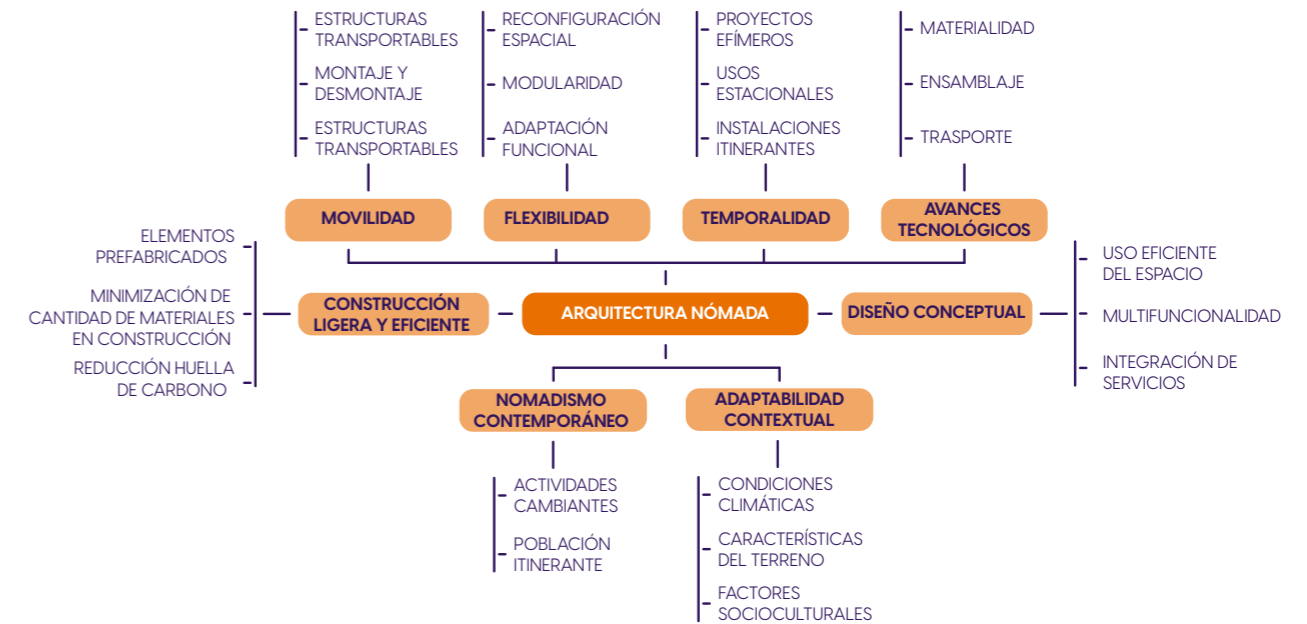 ESTRUCTURAS
TRANSPORTABLES
MONTAJE Y
DESMONTAJE
ESTRUCTURAS
TRANSPORTABLES
RECONFIGURACIÓN
ESPACIAL
MODULARIDAD
ADAPTACIÓN
FUNCIONAL
PROYECTOS
EFÍMEROS
USOS
ESTACIONALES
INSTALACIONES
ITINERANTES
MATERIALIDAD
ENSAMBLAJE
TRASPORTE
MOVILIDAD
FLEXIBILIDAD
TEMPORALIDAD
AVANCES
TECNOLÓGICOS
ELEMENTOS
PREFABRICADOS
MINIMIZACIÓN DE
CANTIDAD DE MATERIALES
EN CONSTRUCCIÓN
REDUCCIÓN HUELLA
DE CARBONO
CONSTRUCCIÓN
LIGERA Y EFICIENTE
ARQUITECTURA NÓMADA
DISEÑO CONCEPTUAL
USO EFICIENTE
DEL ESPACIO
MULTIFUNCIONALIDAD
INTEGRACIÓN DE
SERVICIOS
NOMADISMO
CONTEMPORÁNEO
ADAPTABILIDAD
CONTEXTUAL
ACTIVIDADES
CAMBIANTES
POBLACIÓN
ITINERANTE
CONDICIONES
CLIMÁTICAS
CARACTERÍSTICAS
DEL TERRENO
FACTORES
SOCIOCULTURALES